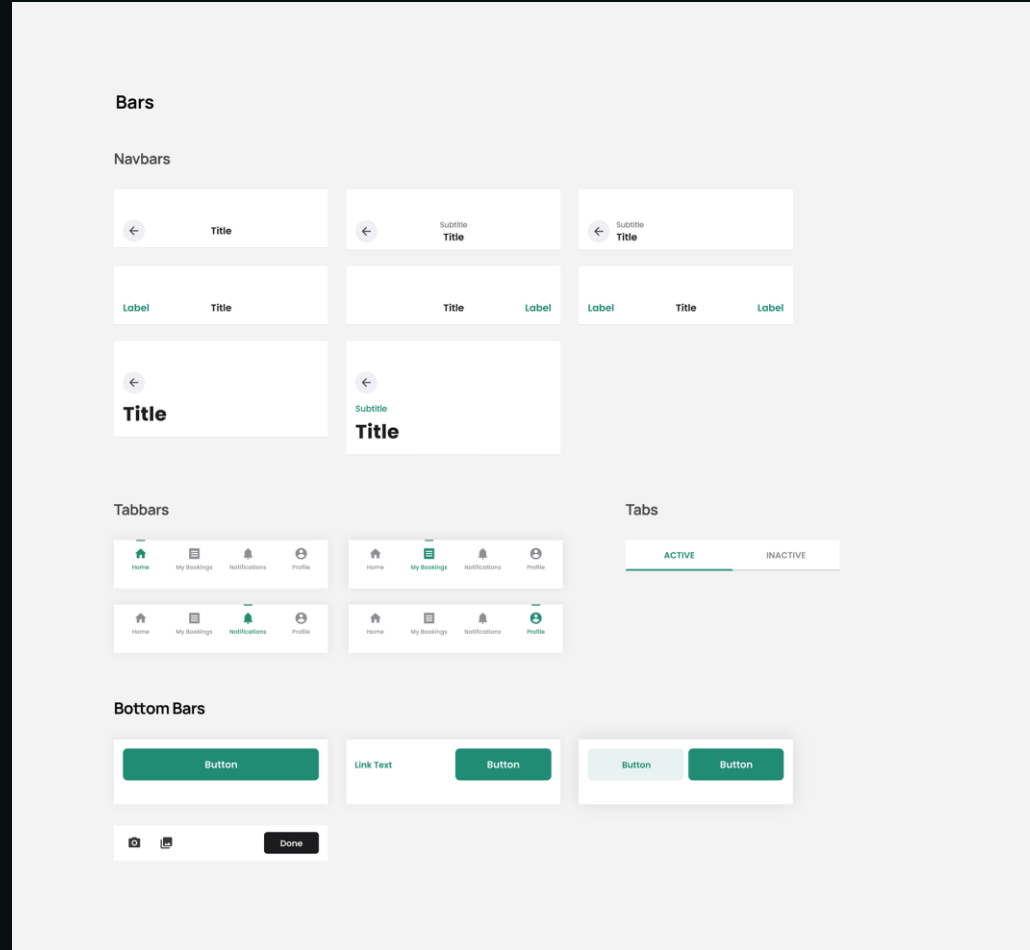 Bars
Navbars
Title
Subtitle
Title
Subtitle
Title
Label Title
Title Label
Label Title Label
Title
Subtitle
Title
Tabbars
Tabs
Home My Bookings Notifications Profile
Home My Bookings Notifications Profile
ACTIVE INACTIVE
Home My Bookings Notifications Profile
Home My Bookings Notifications Profile
Bottom Bars
Button
Link Text Button
Button Button
Done